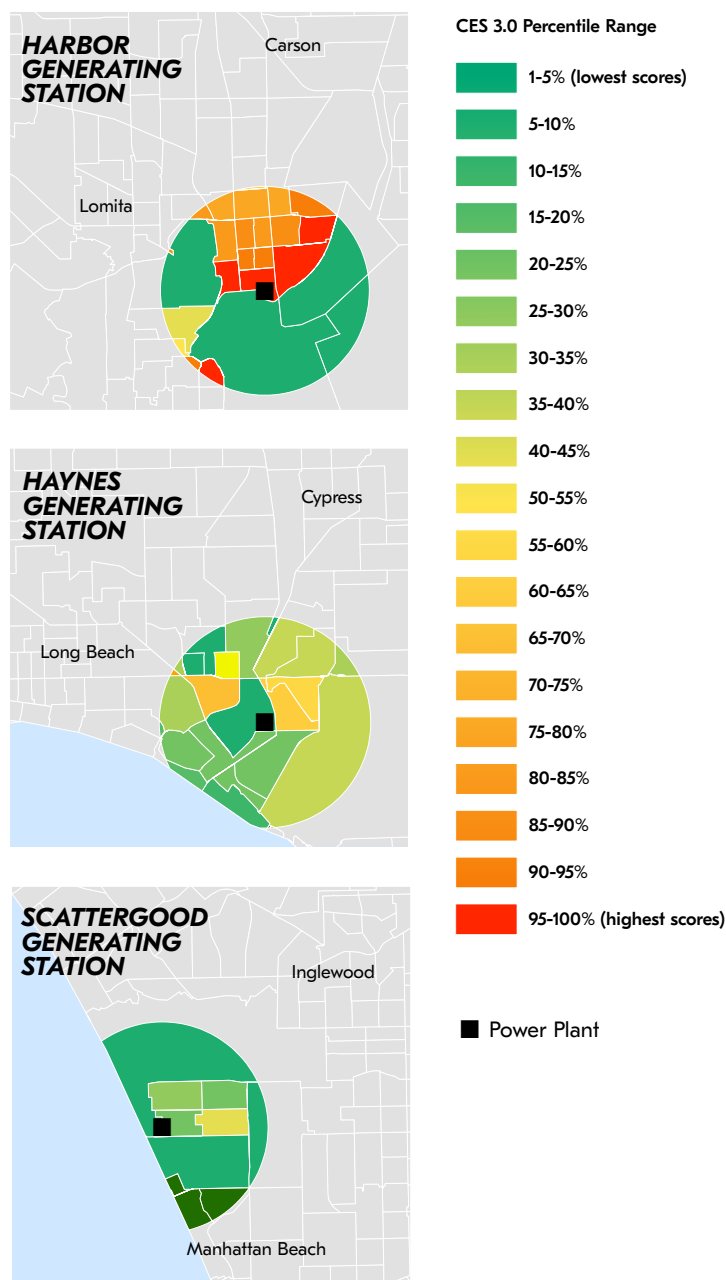 HARBOR
GENERATING
STATION
Carson
Lomita
HAYNES
GENERATING
STATION
Cypress
Long Beach
SCATTERGOOD
GENERATING
STATION
Inglewood
Manhattan Beach
CES 3.0 Percentile Range
1-5% (lowest scores)
5-10%
10-15%
15-20%
20-25%
25-30%
30-35%
35-40%
40-45%
50-55%
55-60%
60-65%
65-70%
70-75%
75-80%
80-85%
85-90%
90-95%
95-100% (highest scores)
Power Plant